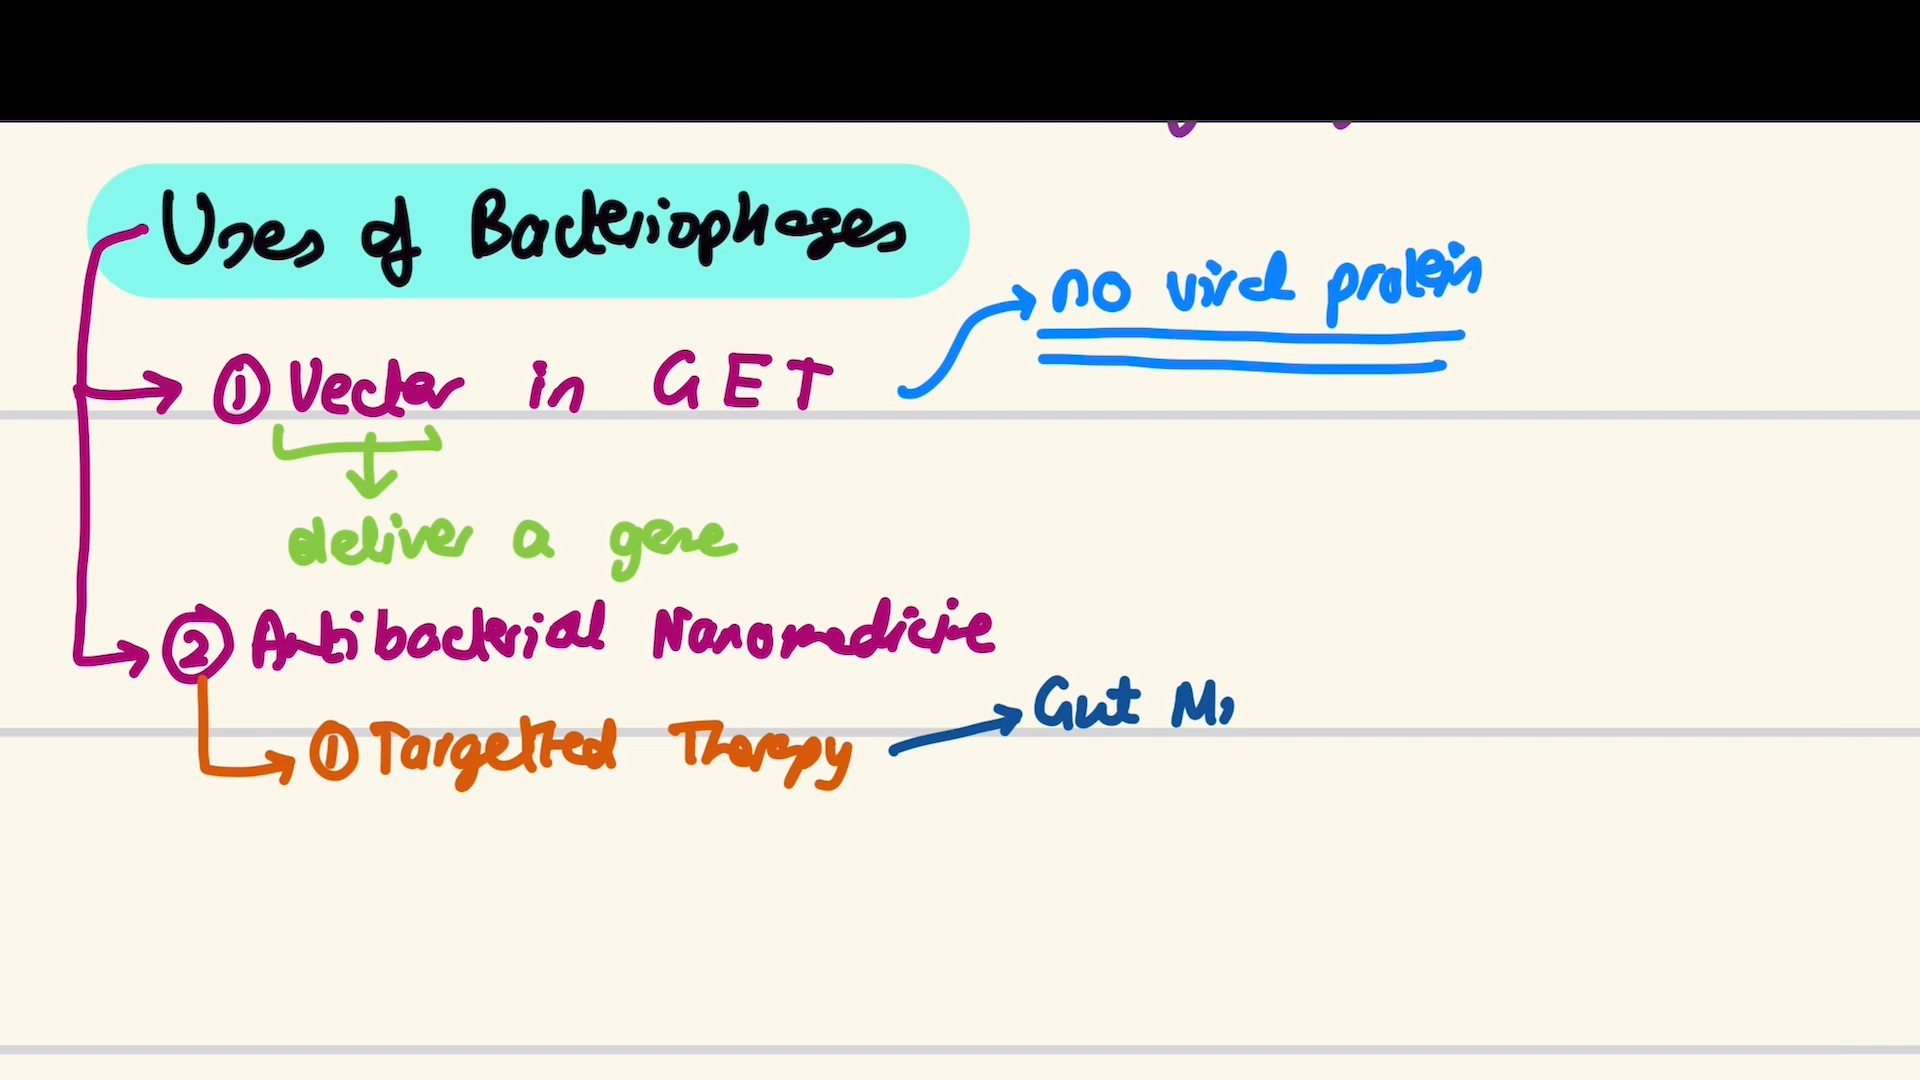 Uses of Bacteriophages
no viral protein
① Vector in GET
deliver a gene
② Antibacterial Nanomedicine
① Targetted Therapy
Gut M